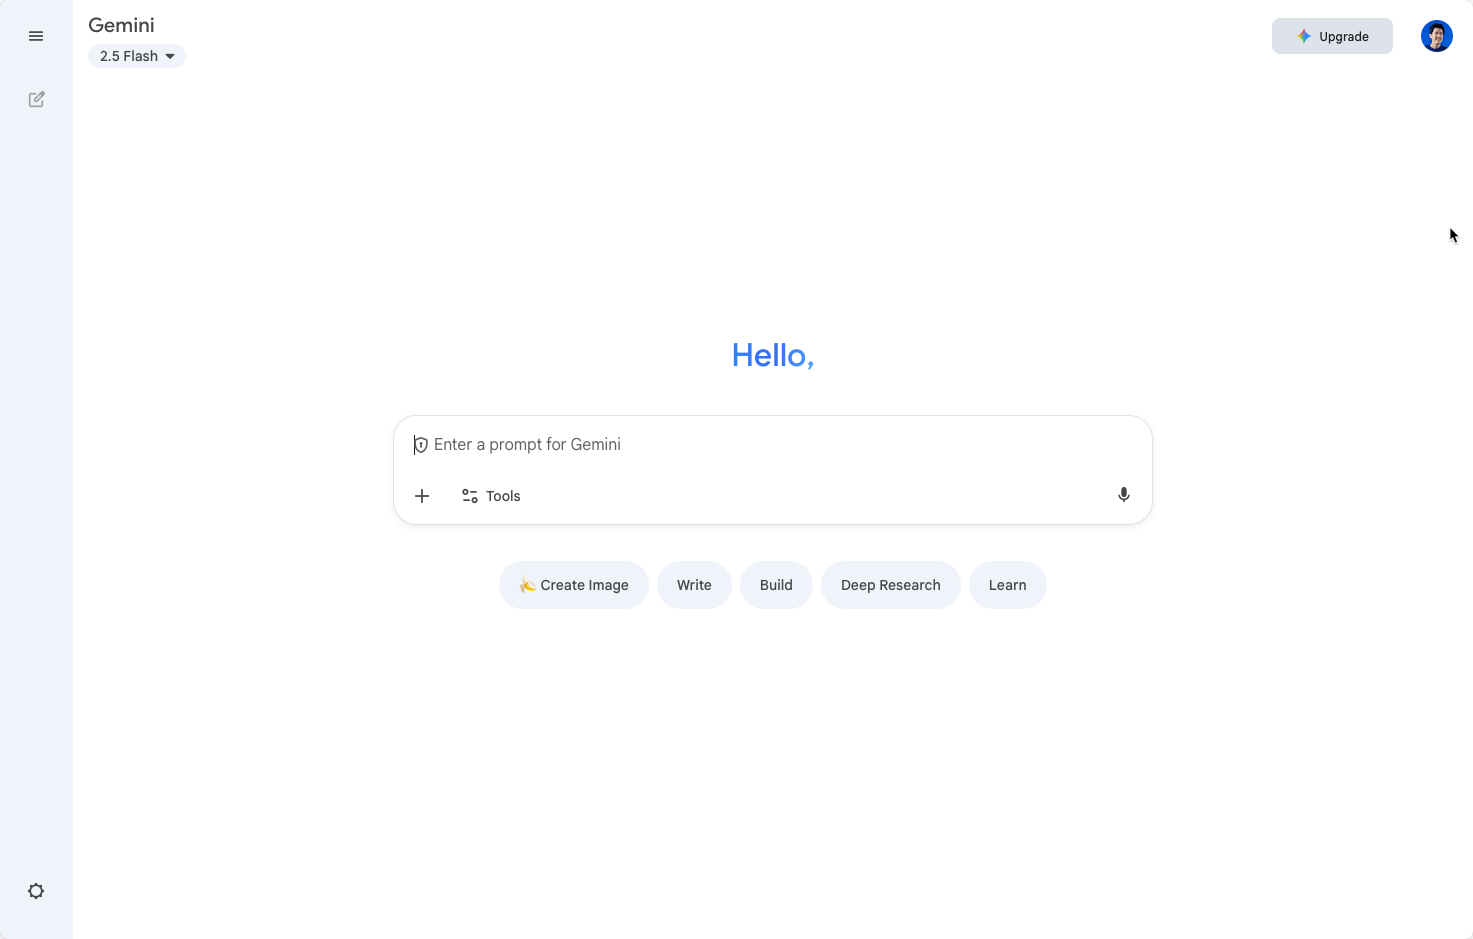 Gemini
2.5 Flash
Upgrade
Hello,
Enter a prompt for Gemini
Tools
Create Image
Write
Build
Deep Research
Learn